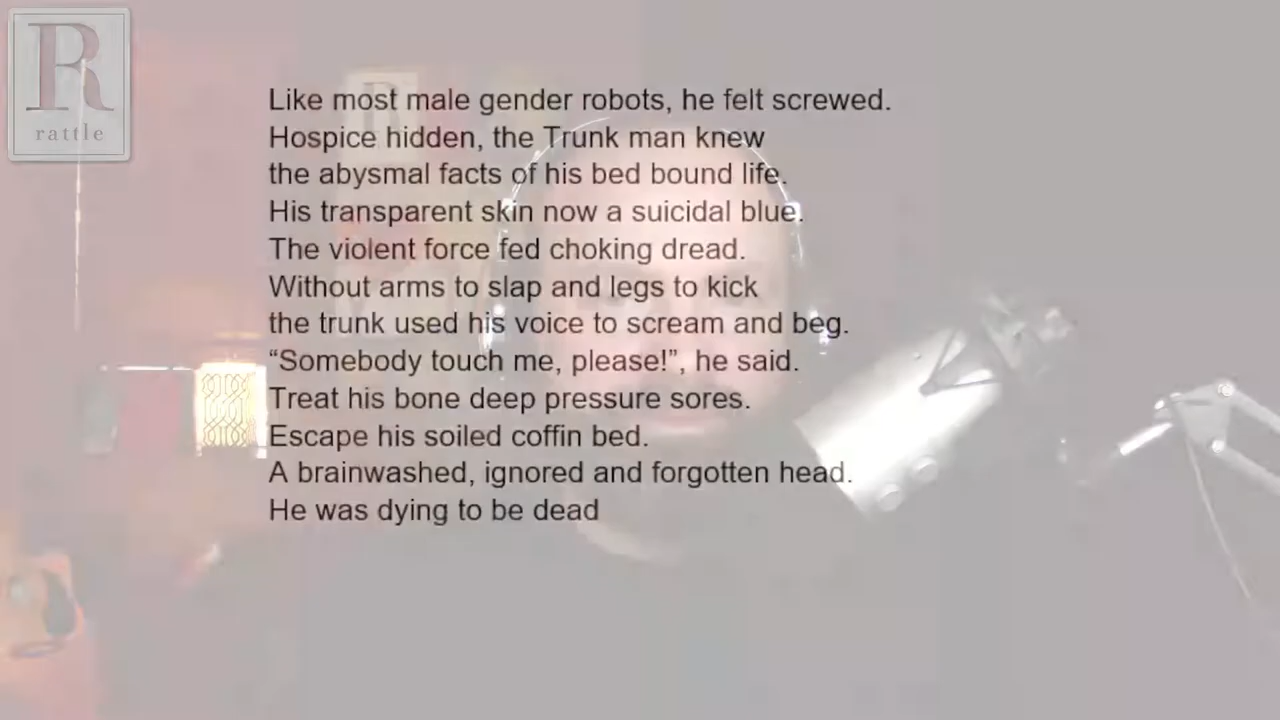 R
rattle
Like most male gender robots, he felt screwed.
Hospice hidden, the Trunk man knew
the abysmal facts of his bed bound life.
His transparent skin now a suicidal blue.
The violent force fed choking dread.
Without arms to slap and legs to kick
the trunk used his voice to scream and beg.
“Somebody touch me, please!”, he said.
Treat his bone deep pressure sores.
Escape his soiled coffin bed.
A brainwashed, ignored and forgotten head.
He was dying to be dead